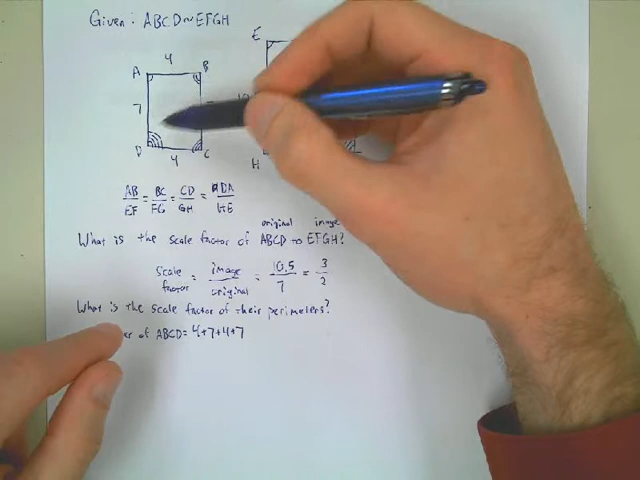 Given: ABCD~EFGH
E
4
A B
7
D C
4
H
AB/EF = BC/FG = CD/GH = DA/HE
original image
What is the scale factor of ABCD to EFGH?
scale factor = image/original = 10.5/7 = 3/2
What is the scale factor of their perimeters?
of ABCD=4+7+4+7